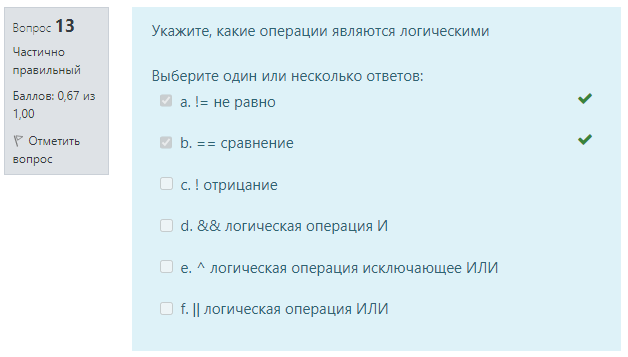 Вопрос 13
Частично
правильный
Баллов: 0,67 из
1,00
Отметить
вопрос
Укажите, какие операции являются логическими
Выберите один или несколько ответов:
a. != не равно
b. == сравнение
c. ! отрицание
d. && логическая операция И
e. ^ логическая операция исключающее ИЛИ
f. || логическая операция ИЛИ